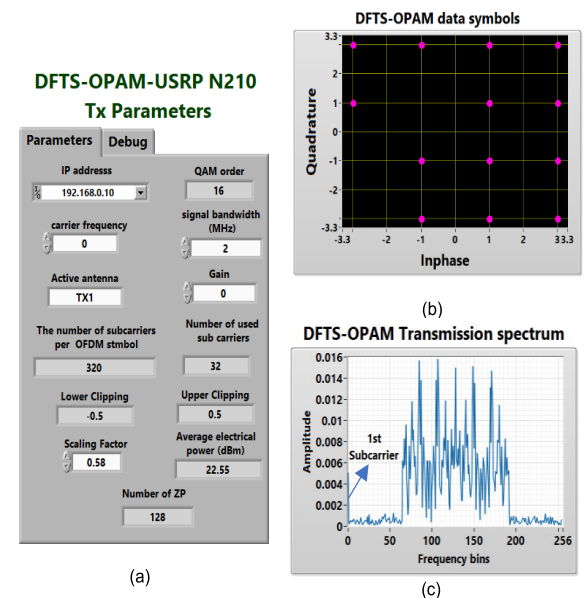 (a)
DFTS-OPAM-USRP N210
Tx Parameters
Parameters
Debug
IP addresss
192.168.0.10
QAM order
16
carrier frequency
0
signal bandwidth
(MHz)
2
Active antenna
TX1
Gain
0
The number of subcarriers
per OFDM stmbol
320
Number of used
sub carriers
32
Lower Clipping
-0.5
Upper Clipping
0.5
Scaling Factor
0.58
Average electrical
power (dBm)
22.55
Number of ZP
128
(a)
DFTS-OPAM data symbols
Quadrature
3.3
2
1
0
-1
-2
-3.3
-3.3
-2
-1
0
1
2
3
3.3
Inphase
(b)
DFTS-OPAM Transmission spectrum
Amplitude
0.016
0.014
0.012
0.010
0.008
0.006
0.004
0.002
0
1st
Subcarrier
0
50
100
150
200
256
Frequency bins
(c)